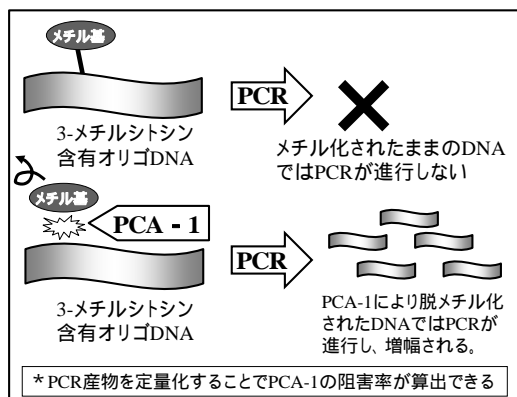 メチル基
PCR
3-メチルシトシン
含有オリゴDNA
メチル化されたままのDNA
ではPCRが進行しない
メチル基
PCA - 1
PCR
3-メチルシトシン
含有オリゴDNA
PCA-1により脱メチル化
されたDNAではPCRが
進行し、増幅される。
*PCR産物を定量化することでPCA-1の阻害率が算出できる